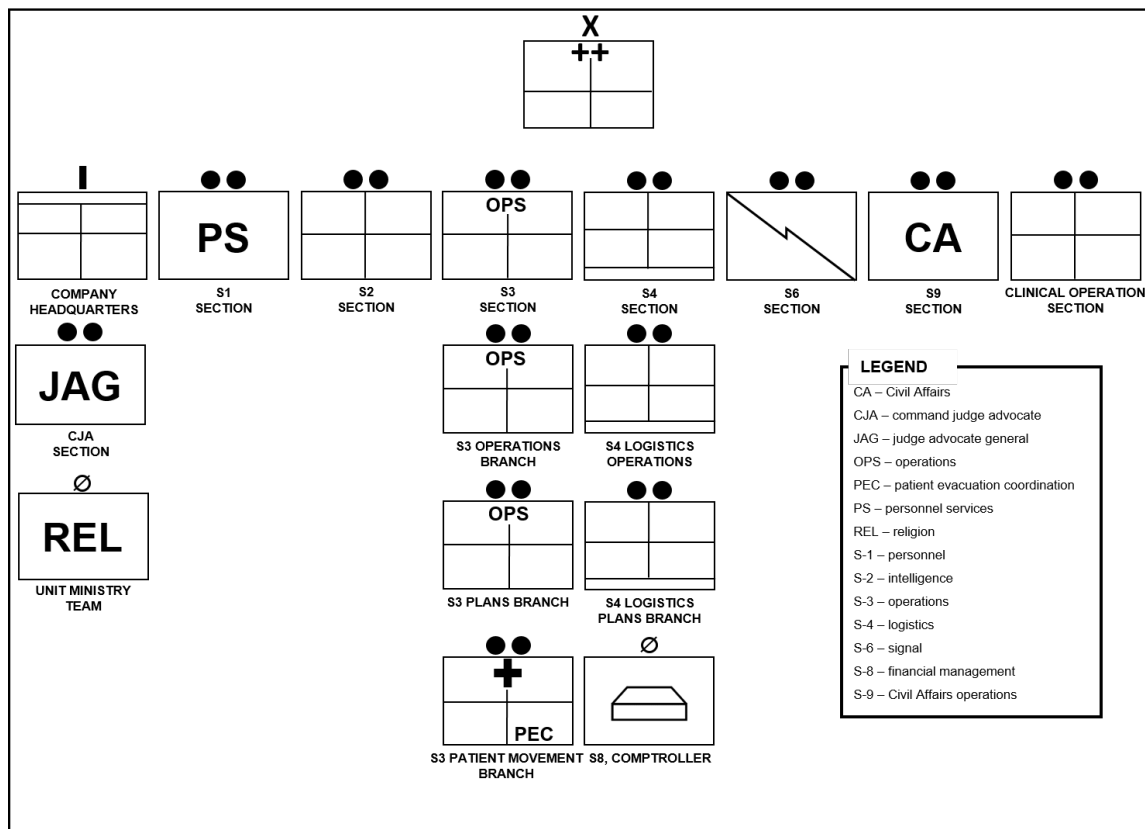 X
++
I
PS
OPS
CA
COMPANY
HEADQUARTERS
S1
SECTION
S2
SECTION
S3
SECTION
S4
SECTION
S6
SECTION
S9
SECTION
CLINICAL OPERATION
SECTION
JAG
CJA
SECTION
OPS
S3 OPERATIONS
BRANCH
S4 LOGISTICS
OPERATIONS
Ø
REL
UNIT MINISTRY
TEAM
OPS
S3 PLANS BRANCH
S4 LOGISTICS
PLANS BRANCH
PEC
S3 PATIENT MOVEMENT
BRANCH
Ø
S8, COMPTROLLER
LEGEND
CA – Civil Affairs
CJA – command judge advocate
JAG – judge advocate general
OPS – operations
PEC – patient evacuation coordination
PS – personnel services
REL – religion
S-1 – personnel
S-2 – intelligence
S-3 – operations
S-4 – logistics
S-6 – signal
S-8 – financial management
S-9 – Civil Affairs operations